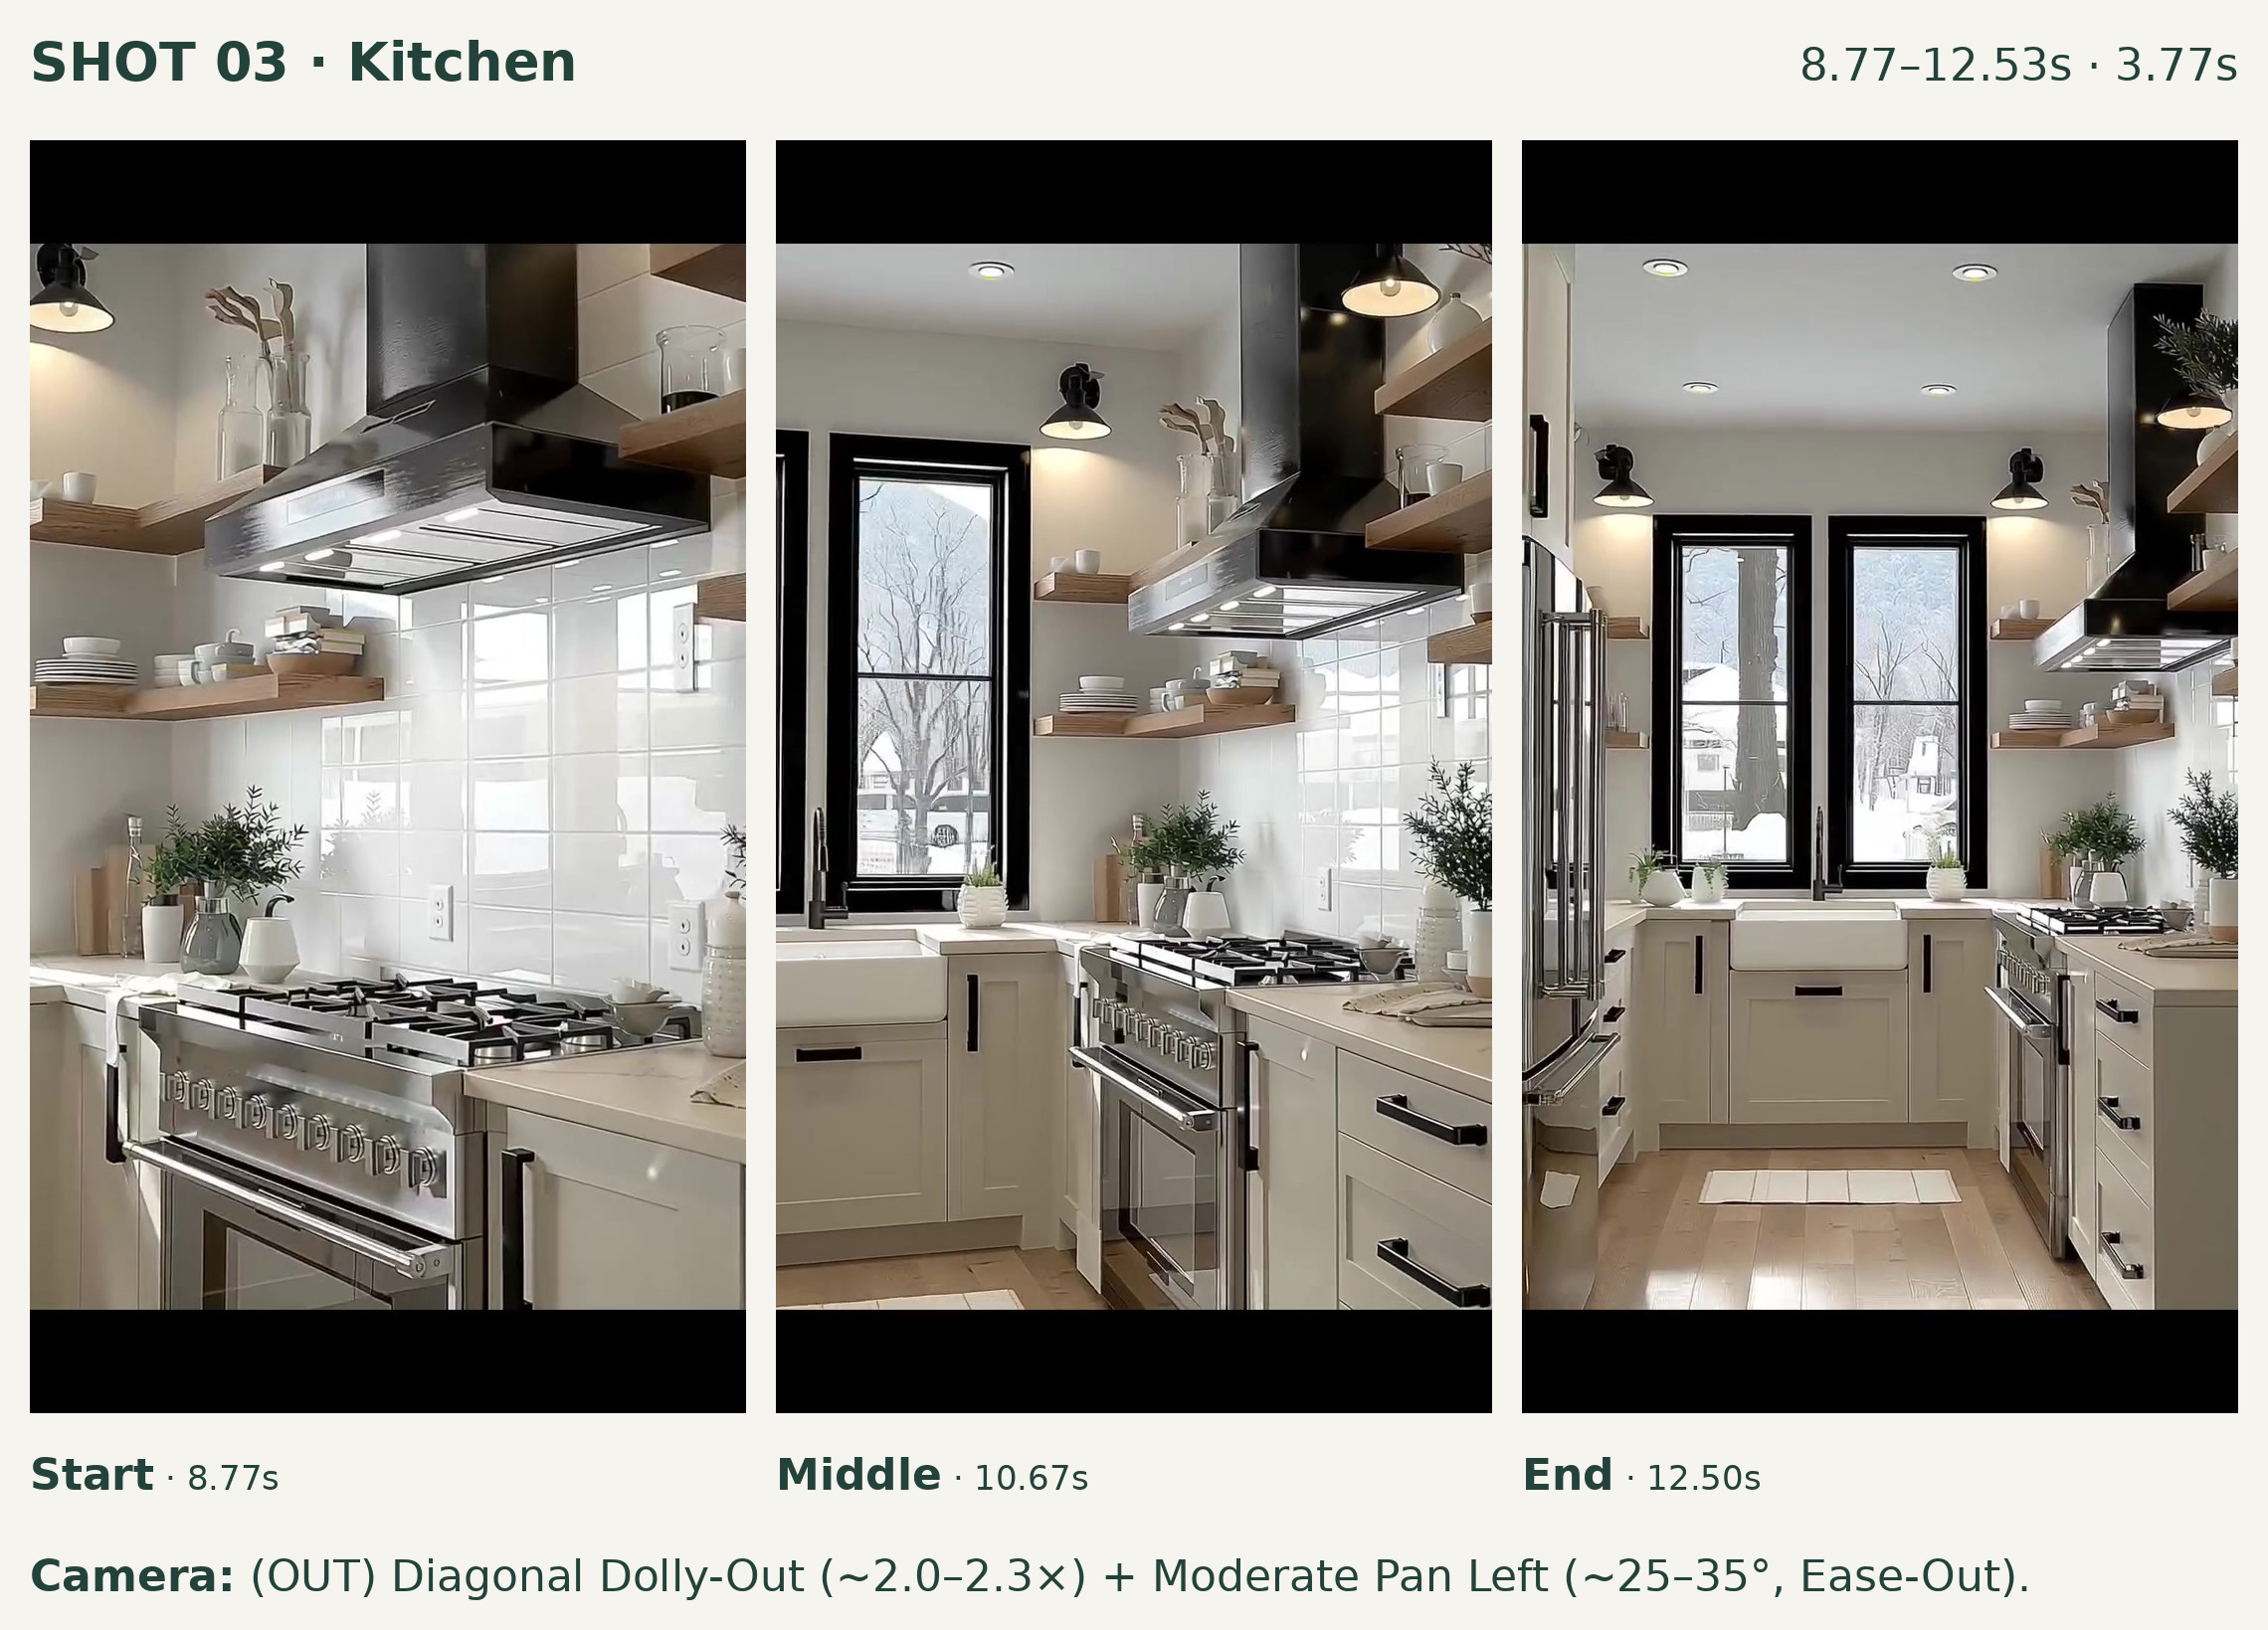 SHOT 03 · Kitchen
8.77–12.53s · 3.77s
Start · 8.77s
Middle · 10.67s
End · 12.50s
Camera: (OUT) Diagonal Dolly-Out (~2.0–2.3×) + Moderate Pan Left (~25–35°, Ease-Out).